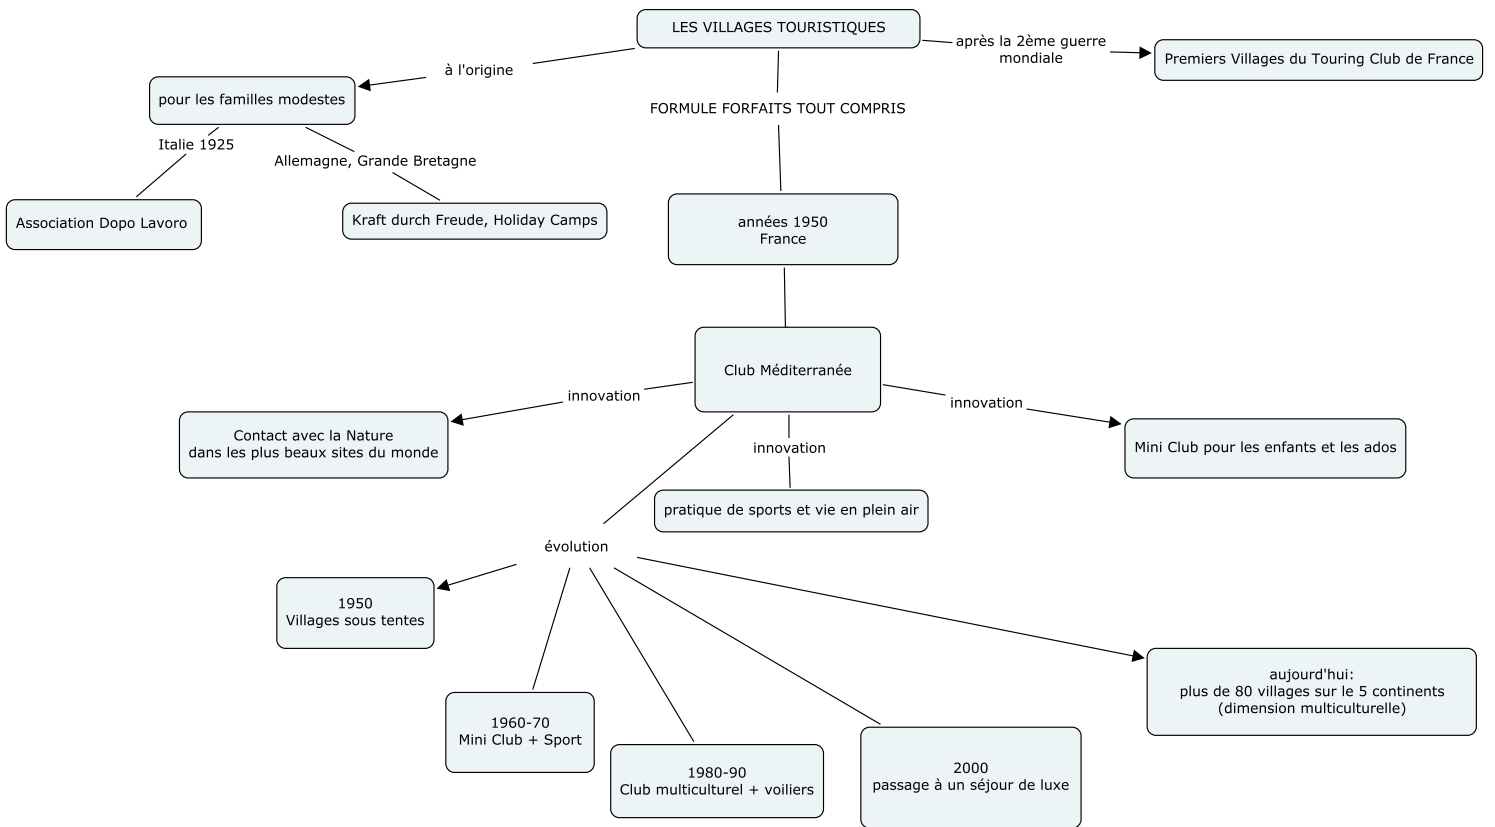 LES VILLAGES TOURISTIQUES
après la 2ème guerre
mondiale
Premiers Villages du Touring Club de France
à l'origine
pour les familles modestes
FORMULE FORFAITS TOUT COMPRIS
Italie 1925
Allemagne, Grande Bretagne
Association Dopo Lavoro
Kraft durch Freude, Holiday Camps
années 1950
France
Club Méditerranée
innovation
innovation
Contact avec la Nature
dans les plus beaux sites du monde
innovation
Mini Club pour les enfants et les ados
pratique de sports et vie en plein air
évolution
1950
Villages sous tentes
1960-70
Mini Club + Sport
1980-90
Club multiculturel + voiliers
2000
passage à un séjour de luxe
aujourd'hui:
plus de 80 villages sur le 5 continents
(dimension multiculturelle)